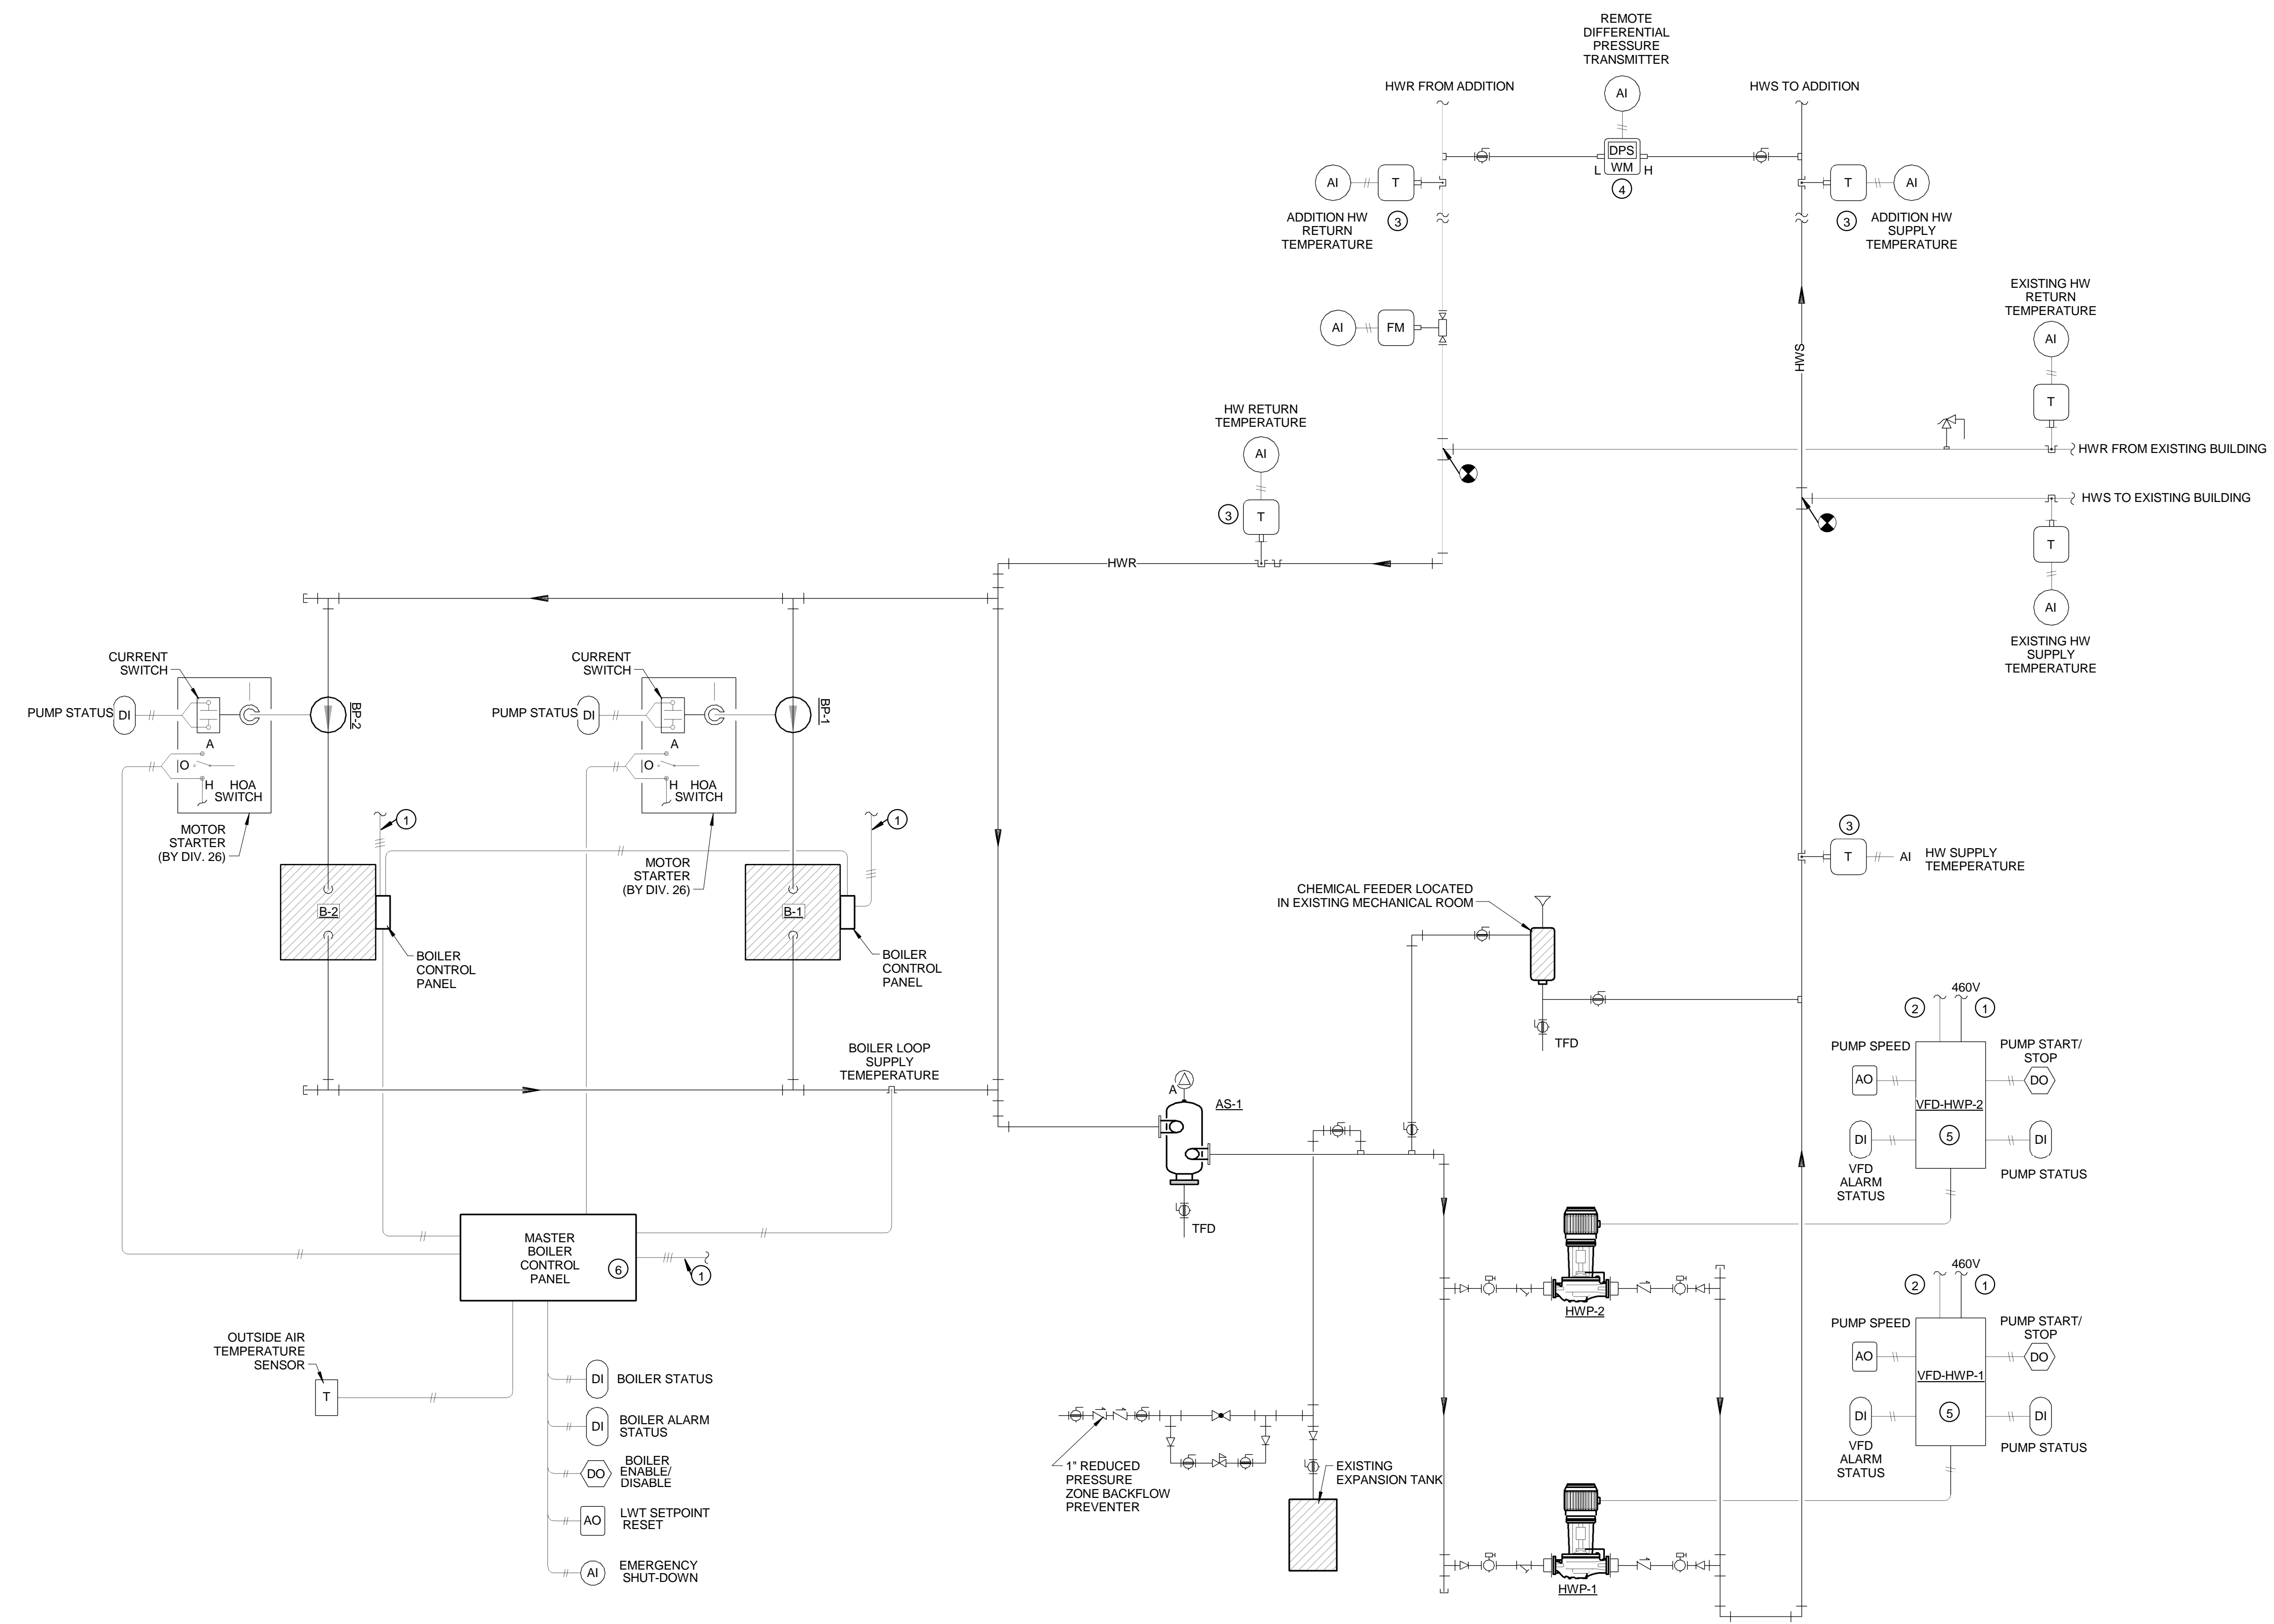 REMOTE
DIFFERENTIAL
PRESSURE
TRANSMITTER
HWR FROM ADDITION
AI
HWS TO ADDITION
DPS
WM
L
H
4
AI
T
3
ADDITION HW
RETURN
TEMPERATURE
T
AI
3
ADDITION HW
SUPPLY
TEMPERATURE
AI
FM
HWS
EXISTING HW
RETURN
TEMPERATURE
AI
T
HW RETURN
TEMPERATURE
AI
3
T
HWR FROM EXISTING BUILDING
HWS TO EXISTING BUILDING
T
AI
EXISTING HW
SUPPLY
TEMPERATURE
HWR
CURRENT
SWITCH
PUMP STATUS
DI
A
O
H
HOA
SWITCH
MOTOR
STARTER
(BY DIV. 26)
BP-2
1
B-2
BOILER
CONTROL
PANEL
CURRENT
SWITCH
PUMP STATUS
DI
A
O
H
HOA
SWITCH
MOTOR
STARTER
(BY DIV. 26)
BP-1
1
B-1
BOILER
CONTROL
PANEL
3
T
AI
HW SUPPLY
TEMEPERATURE
CHEMICAL FEEDER LOCATED
IN EXISTING MECHANICAL ROOM
TFD
BOILER LOOP
SUPPLY
TEMEPERATURE
A
AS-1
TFD
460V
2
1
PUMP SPEED
PUMP START/
STOP
AO
DO
VFD-HWP-2
5
DI
DI
VFD
ALARM
STATUS
PUMP STATUS
HWP-2
460V
2
1
PUMP SPEED
PUMP START/
STOP
AO
DO
VFD-HWP-1
5
DI
DI
VFD
ALARM
STATUS
PUMP STATUS
HWP-1
MASTER
BOILER
CONTROL
PANEL
6
1
OUTSIDE AIR
TEMPERATURE
SENSOR
T
DI
BOILER STATUS
DI
BOILER ALARM
STATUS
DO
BOILER
ENABLE/
DISABLE
AO
LWT SETPOINT
RESET
AI
EMERGENCY
SHUT-DOWN
1" REDUCED
PRESSURE
ZONE BACKFLOW
PREVENTER
EXISTING
EXPANSION TANK